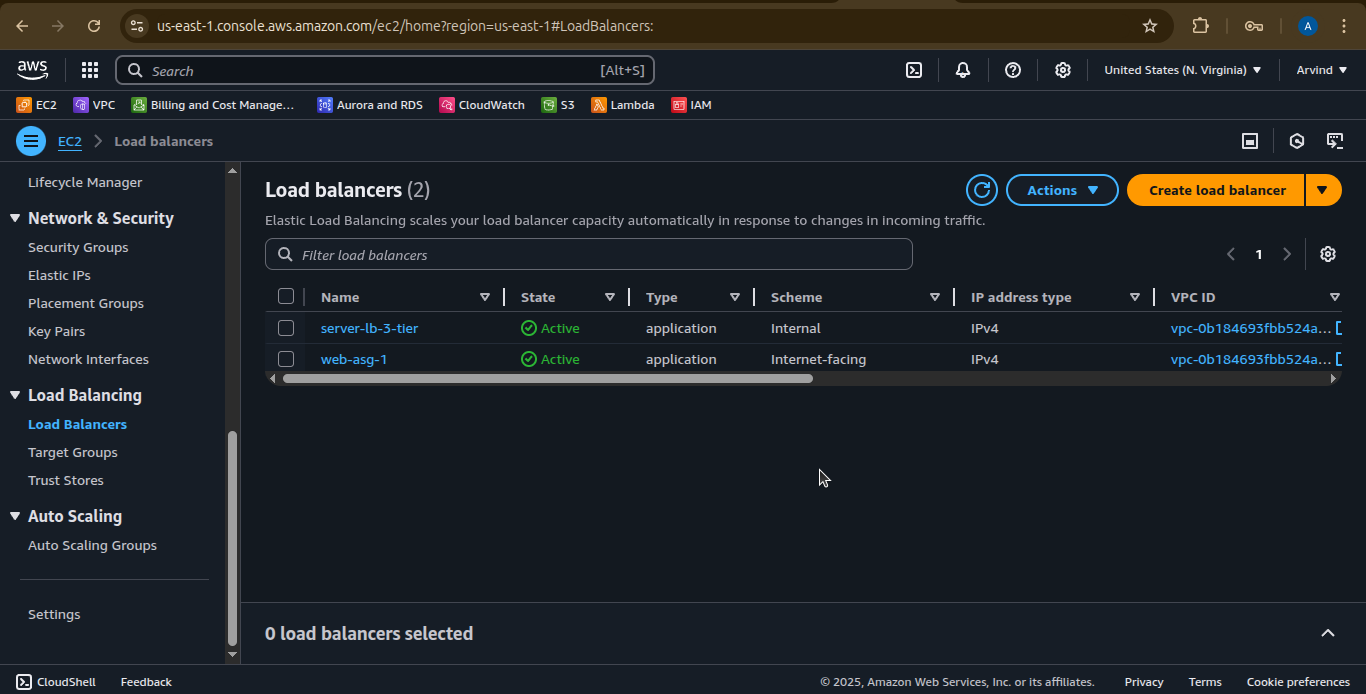 us-east-1.console.aws.amazon.com/ec2/home?region=us-east-1#LoadBalancers:
A
aws
Search
[Alt+S]
United States (N. Virginia)
Arvind
EC2
VPC
Billing and Cost Manage...
Aurora and RDS
CloudWatch
S3
Lambda
IAM
EC2
Load balancers
Lifecycle Manager
Network & Security
Security Groups
Elastic IPs
Placement Groups
Key Pairs
Network Interfaces
Load Balancing
Load Balancers
Target Groups
Trust Stores
Auto Scaling
Auto Scaling Groups
Settings
Load balancers (2)
Actions
Create load balancer
Elastic Load Balancing scales your load balancer capacity automatically in response to changes in incoming traffic.
Filter load balancers
1
Name State Type Scheme IP address type VPC ID
server-lb-3-tier Active application Internal IPv4 vpc-0b184693fbb524a...
web-asg-1 Active application Internet-facing IPv4 vpc-0b184693fbb524a...
0 load balancers selected
CloudShell
Feedback
© 2025, Amazon Web Services, Inc. or its affiliates.
Privacy
Terms
Cookie preferences